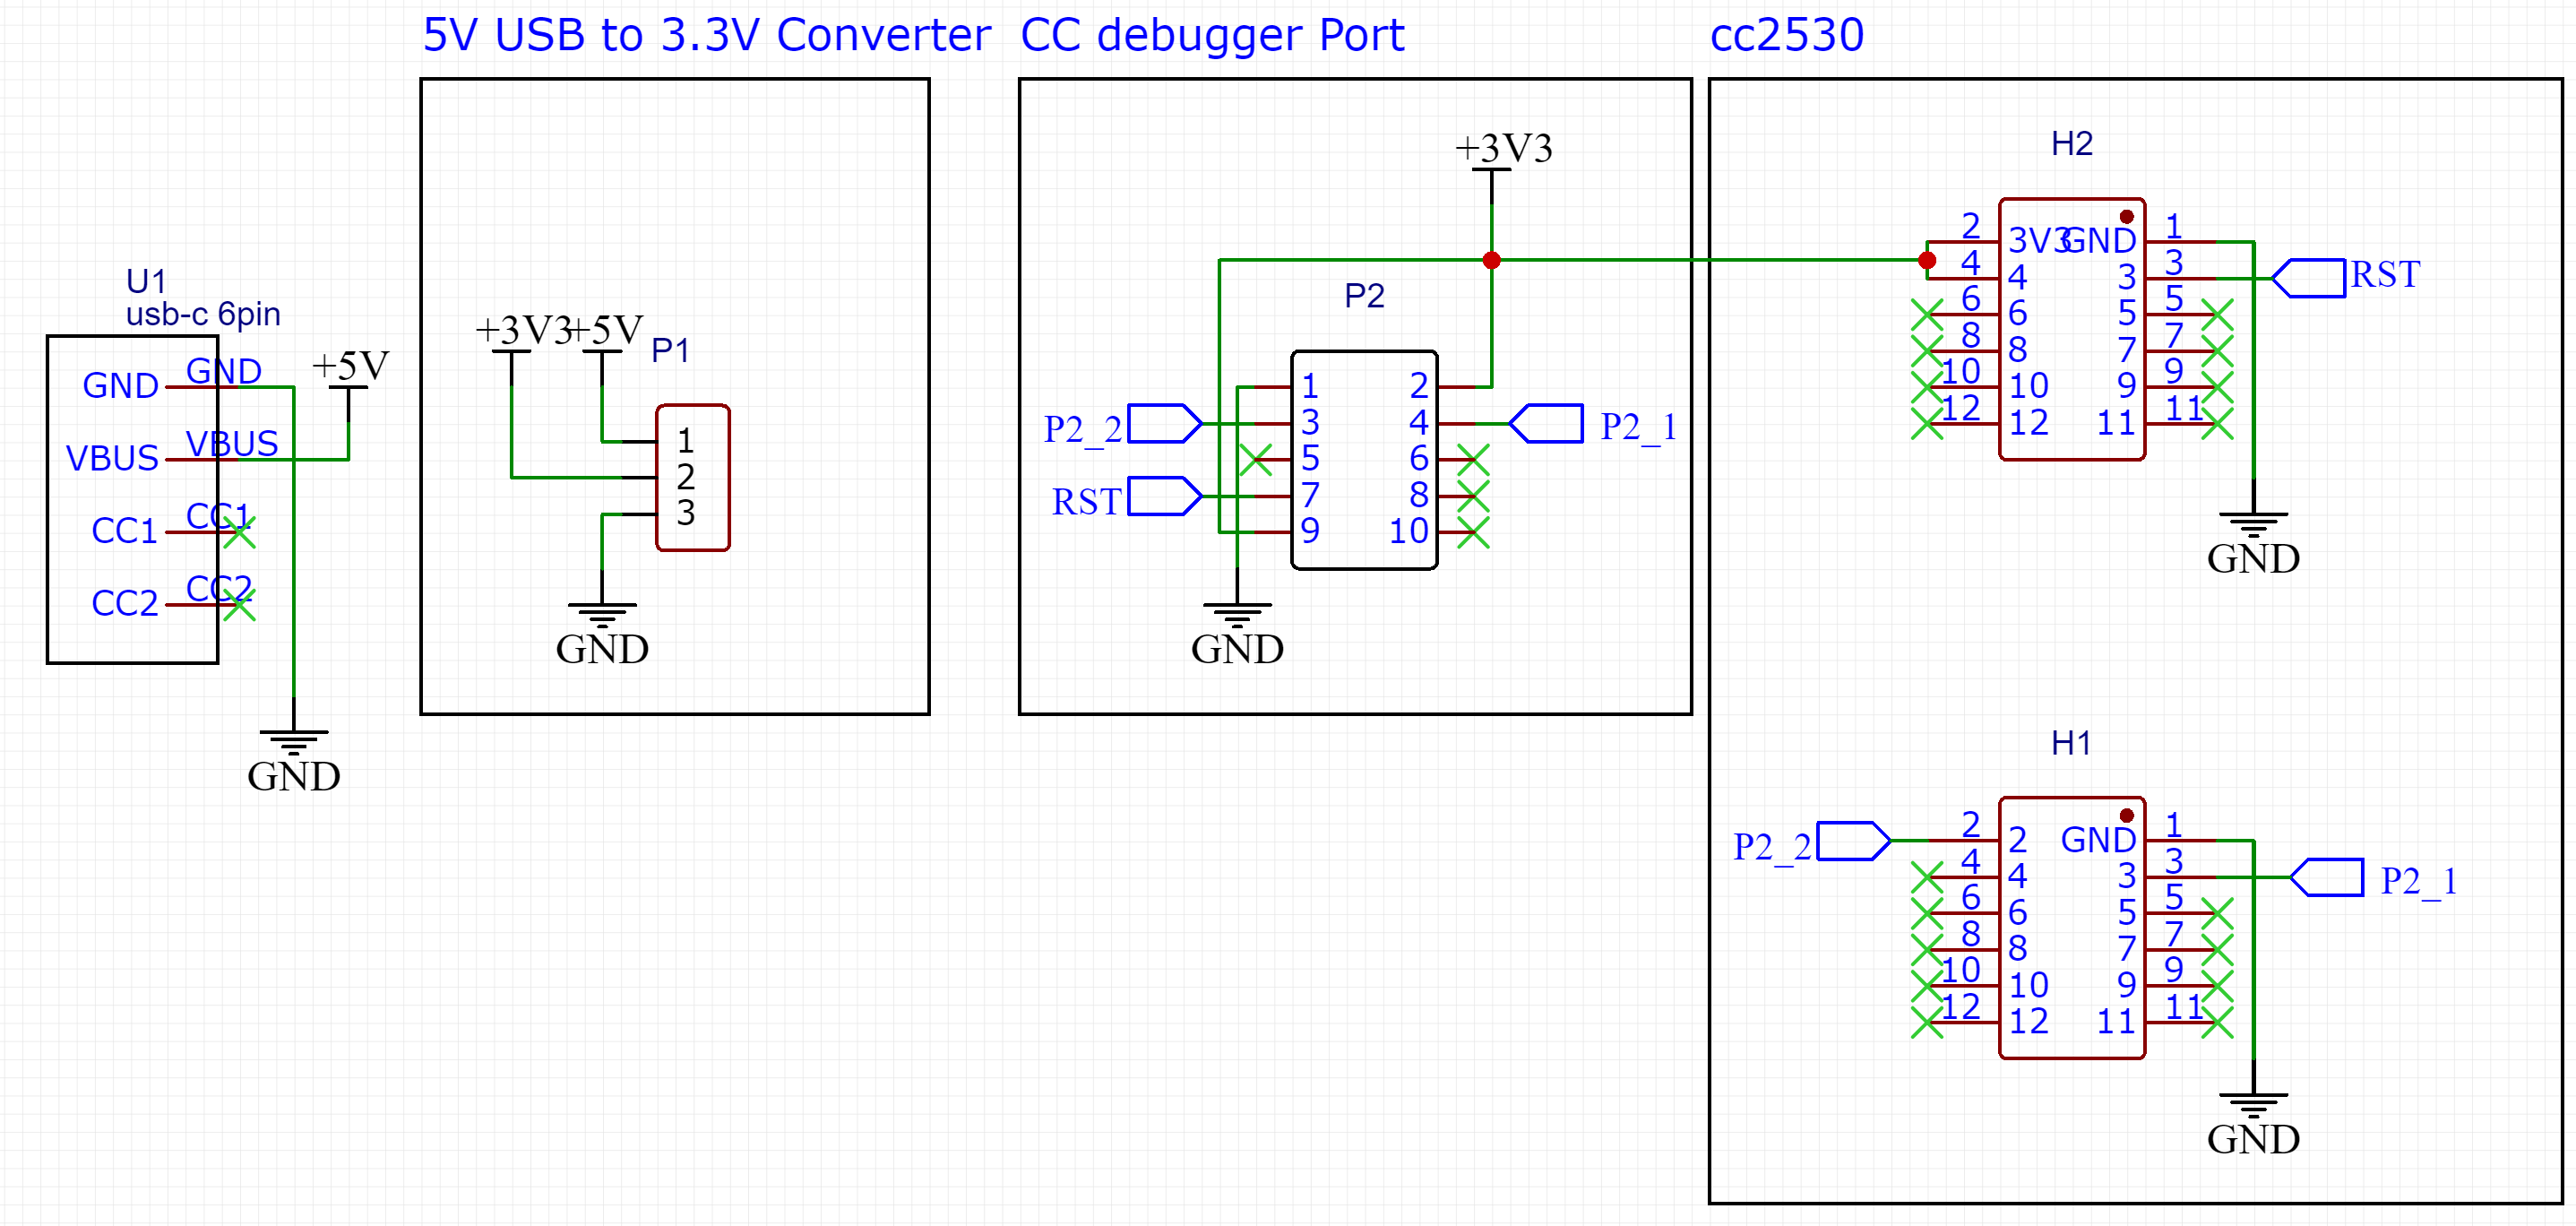 5V USB to 3.3V Converter
CC debugger Port
cc2530
U1
usb-c 6pin
GND
GND
VBUS
VBUS
CC1
CC1
CC2
CC2
+5V
GND
+3V3
+5V
P1
1
2
3
GND
+3V3
P2
1
2
3
4
5
6
7
8
9
10
P2_2
RST
P2_1
GND
H2
2 3V3 GND 1
4 4 3 3
6 6 5 5
8 8 7 7
10 10 9 9
12 12 11 11
RST
GND
H1
P2_2
2 2 GND 1
4 4 3 3
6 6 5 5
8 8 7 7
10 10 9 9
12 12 11 11
P2_1
GND